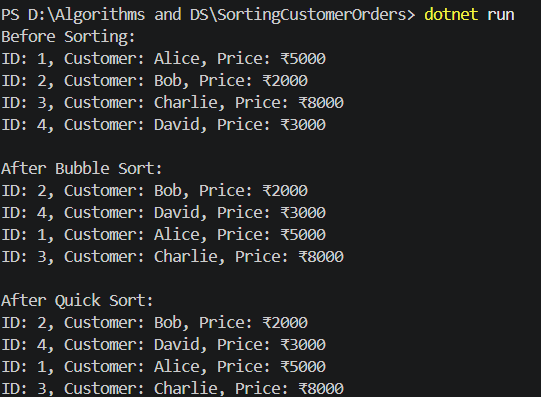 PS D:\Algorithms and DS\SortingCustomerOrders> dotnet run
Before Sorting:
ID: 1, Customer: Alice, Price: ₹5000
ID: 2, Customer: Bob, Price: ₹2000
ID: 3, Customer: Charlie, Price: ₹8000
ID: 4, Customer: David, Price: ₹3000

After Bubble Sort:
ID: 2, Customer: Bob, Price: ₹2000
ID: 4, Customer: David, Price: ₹3000
ID: 1, Customer: Alice, Price: ₹5000
ID: 3, Customer: Charlie, Price: ₹8000

After Quick Sort:
ID: 2, Customer: Bob, Price: ₹2000
ID: 4, Customer: David, Price: ₹3000
ID: 1, Customer: Alice, Price: ₹5000
ID: 3, Customer: Charlie, Price: ₹8000